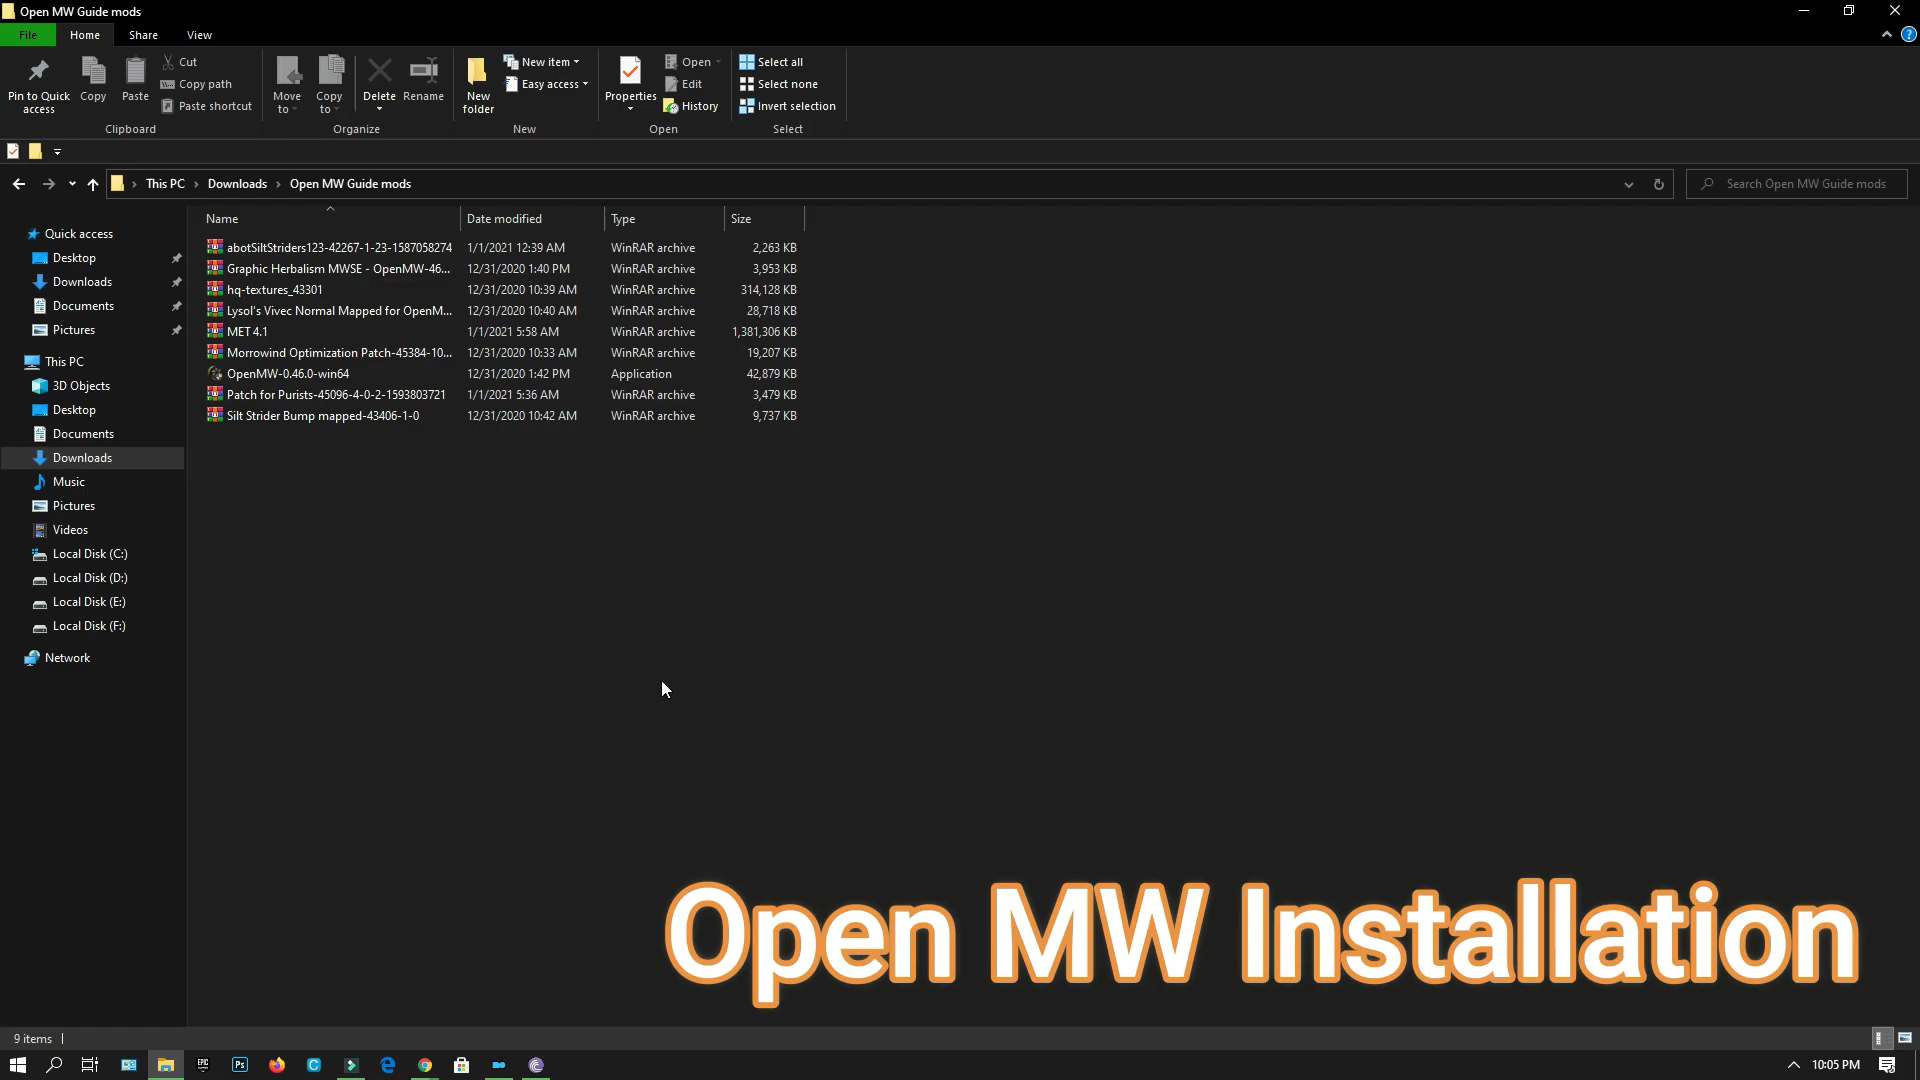 Open MW Guide mods
File Home Share View
Pin to Quick access
Copy
Paste
Cut
Copy path
Paste shortcut
Clipboard
Move to
Copy to
Delete
Rename
Organize
New folder
New item
Easy access
New
Properties
Open
Edit
History
Open
Select all
Select none
Invert selection
Select
This PC > Downloads > Open MW Guide mods
Search Open MW Guide mods
Name Date modified Type Size
abotSiltStriders123-42267-1-23-1587058274 1/1/2021 12:39 AM WinRAR archive 2,263 KB
Graphic Herbalism MWSE - OpenMW-46... 12/31/2020 1:40 PM WinRAR archive 3,953 KB
hq-textures_43301 12/31/2020 10:39 AM WinRAR archive 314,128 KB
Lysol's Vivec Normal Mapped for OpenM... 12/31/2020 10:40 AM WinRAR archive 28,718 KB
MET 4.1 1/1/2021 5:58 AM WinRAR archive 1,381,306 KB
Morrowind Optimization Patch-45384-10... 12/31/2020 10:33 AM WinRAR archive 19,207 KB
OpenMW-0.46.0-win64 12/31/2020 1:42 PM Application 42,879 KB
Patch for Purists-45096-4-0-2-1593803721 1/1/2021 5:36 AM WinRAR archive 3,479 KB
Silt Strider Bump mapped-43406-1-0 12/31/2020 10:42 AM WinRAR archive 9,737 KB
Quick access
Desktop
Downloads
Documents
Pictures
This PC
3D Objects
Desktop
Documents
Downloads
Music
Pictures
Videos
Local Disk (C:)
Local Disk (D:)
Local Disk (E:)
Local Disk (F:)
Network
Open MW Installation
9 items
EPIC
Ps
C
10:05 PM